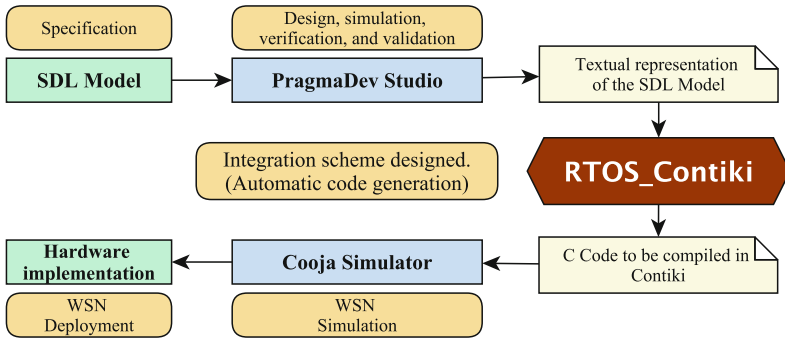 Specification
Design, simulation,
verification, and validation
SDL Model
PragmaDev Studio
Textual representation
of the SDL Model
Integration scheme designed.
(Automatic code generation)
RTOS_Contiki
Hardware
implementation
Cooja Simulator
C Code to be compiled in
Contiki
WSN
Deployment
WSN
Simulation